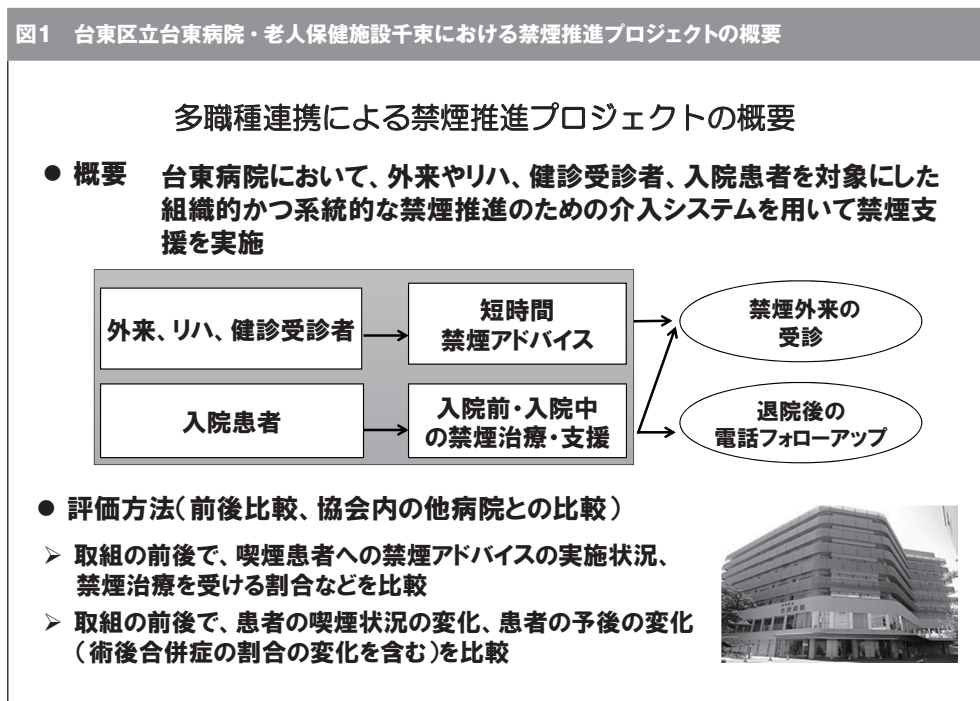 図1 台東区立台東病院・老人保健施設千束における禁煙推進プロジェクトの概要
多職種連携による禁煙推進プロジェクトの概要
● 概要 台東病院において、外来やリハ、健診受診者、入院患者を対象にした
組織的かつ系統的な禁煙推進のための介入システムを用いて禁煙支
援を実施
外来、リハ、健診受診者
短時間
禁煙アドバイス
禁煙外来の
受診
入院患者
入院前・入院中
の禁煙治療・支援
退院後の
電話フォローアップ
● 評価方法（前後比較、協会内の他病院との比較）
➢ 取組の前後で、喫煙患者への禁煙アドバイスの実施状況、
禁煙治療を受ける割合などを比較
➢ 取組の前後で、患者の喫煙状況の変化、患者の予後の変化
（術後合併症の割合の変化を含む）を比較